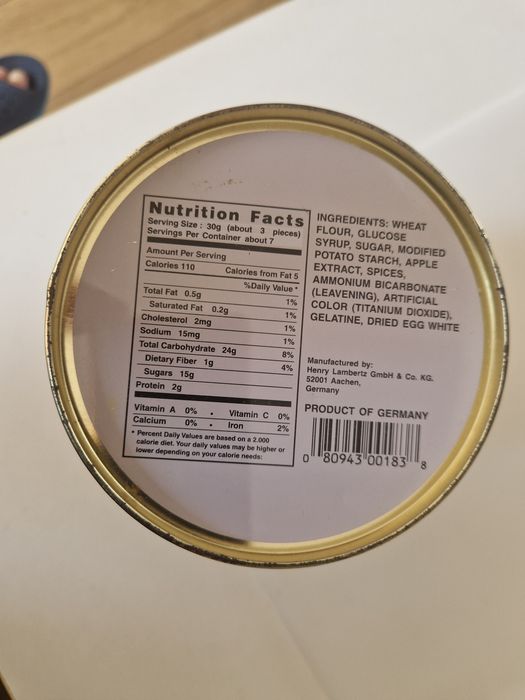 Nutrition Facts
Serving Size : 30g (about 3 pieces)
Servings Per Container about 7
Amount Per Serving
Calories 110 Calories from Fat 5
%Daily Value *
Total Fat 0.5g 1%
Saturated Fat 0.2g 1%
Cholesterol 2mg 1%
Sodium 15mg 1%
Total Carbohydrate 24g 8%
Dietary Fiber 1g 4%
Sugars 15g
Protein 2g
Vitamin A 0% • Vitamin C 0%
Calcium 0% • Iron 2%
* Percent Daily Values are based on a 2.000
calorie diet. Your daily values may be higher or
lower depending on your calorie needs:
INGREDIENTS: WHEAT
FLOUR, GLUCOSE
SYRUP, SUGAR, MODIFIED
POTATO STARCH, APPLE
EXTRACT, SPICES,
AMMONIUM BICARBONATE
(LEAVENING), ARTIFICIAL
COLOR (TITANIUM DIOXIDE),
GELATINE, DRIED EGG WHITE
Manufactured by:
Henry Lambertz GmbH & Co. KG.
52001 Aachen,
Germany
PRODUCT OF GERMANY
0 80943 00183 8